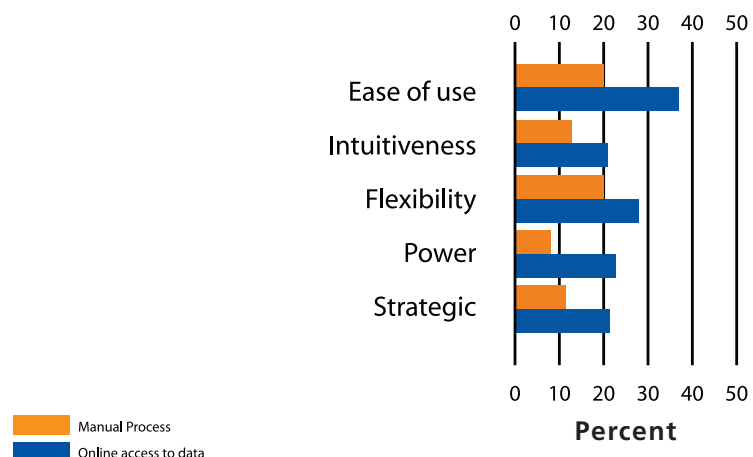 0 10 20 30 40 50
Ease of use
Intuitiveness
Flexibility
Power
Strategic
0 10 20 30 40 50
Percent
Manual Process
Online access to data